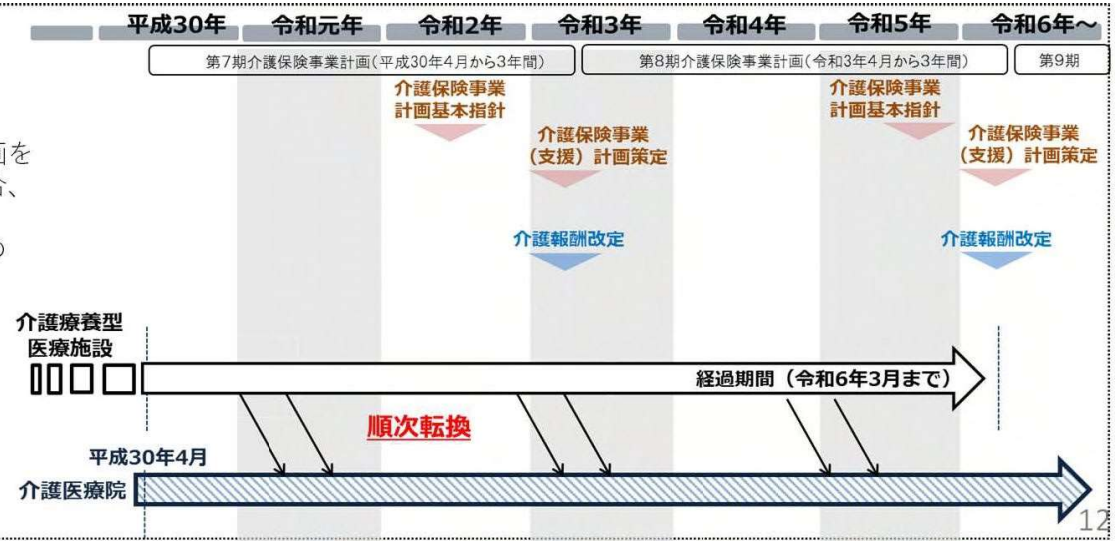 平成30年 令和元年 令和2年 令和3年 令和4年 令和5年 令和6年～
第7期介護保険事業計画(平成30年4月から3年間) 第8期介護保険事業計画(令和3年4月から3年間) 第9期
介護保険事業
計画基本指針
介護保険事業
(支援)計画策定
介護報酬改定
介護保険事業
計画基本指針
介護保険事業
(支援)計画策定
介護報酬改定
画を
介護療養型
医療施設
経過期間（令和6年3月まで）
順次転換
平成30年4月
介護医療院
12